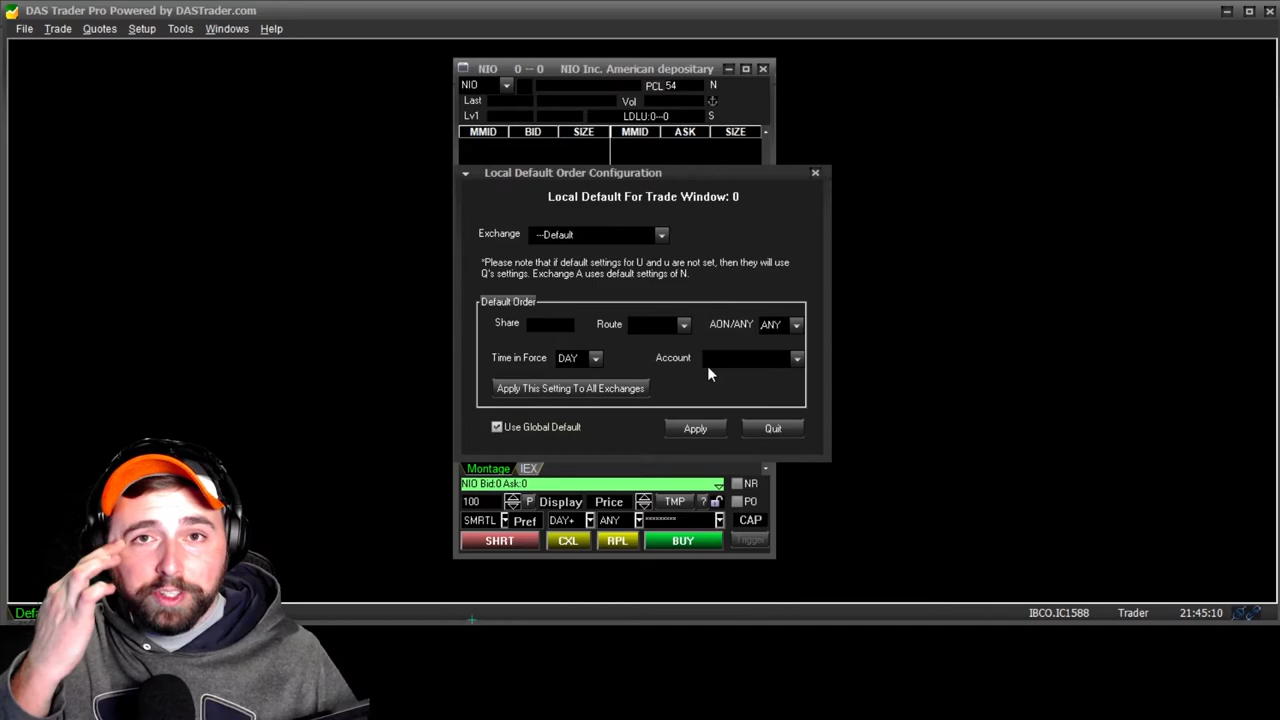 DAS Trader Pro Powered by DASTrader.com
File Trade Quotes Setup Tools Windows Help
NIO 0 -- 0 NIO Inc. American depositary
NIO PCL 54 N
Last Vol
Lv1 LDLU:0--0 S
MMID BID SIZE MMID ASK SIZE
Local Default Order Configuration
Local Default For Trade Window: 0
Exchange ---Default
*Please note that if default settings for U and u are not set, then they will use
Q's settings. Exchange A uses default settings of N.
Default Order
Share Route AON/ANY ANY
Time in Force DAY Account
Apply This Setting To All Exchanges
Use Global Default Apply Quit
Montage IEX
NIO Bid:0 Ask:0 NR
100 P Display Price TMP ? PO
SMRTL Pref DAY+ ANY ********* CAP
SHRT CXL RPL BUY Trigger
IBCO.IC1588 Trader 21:45:10